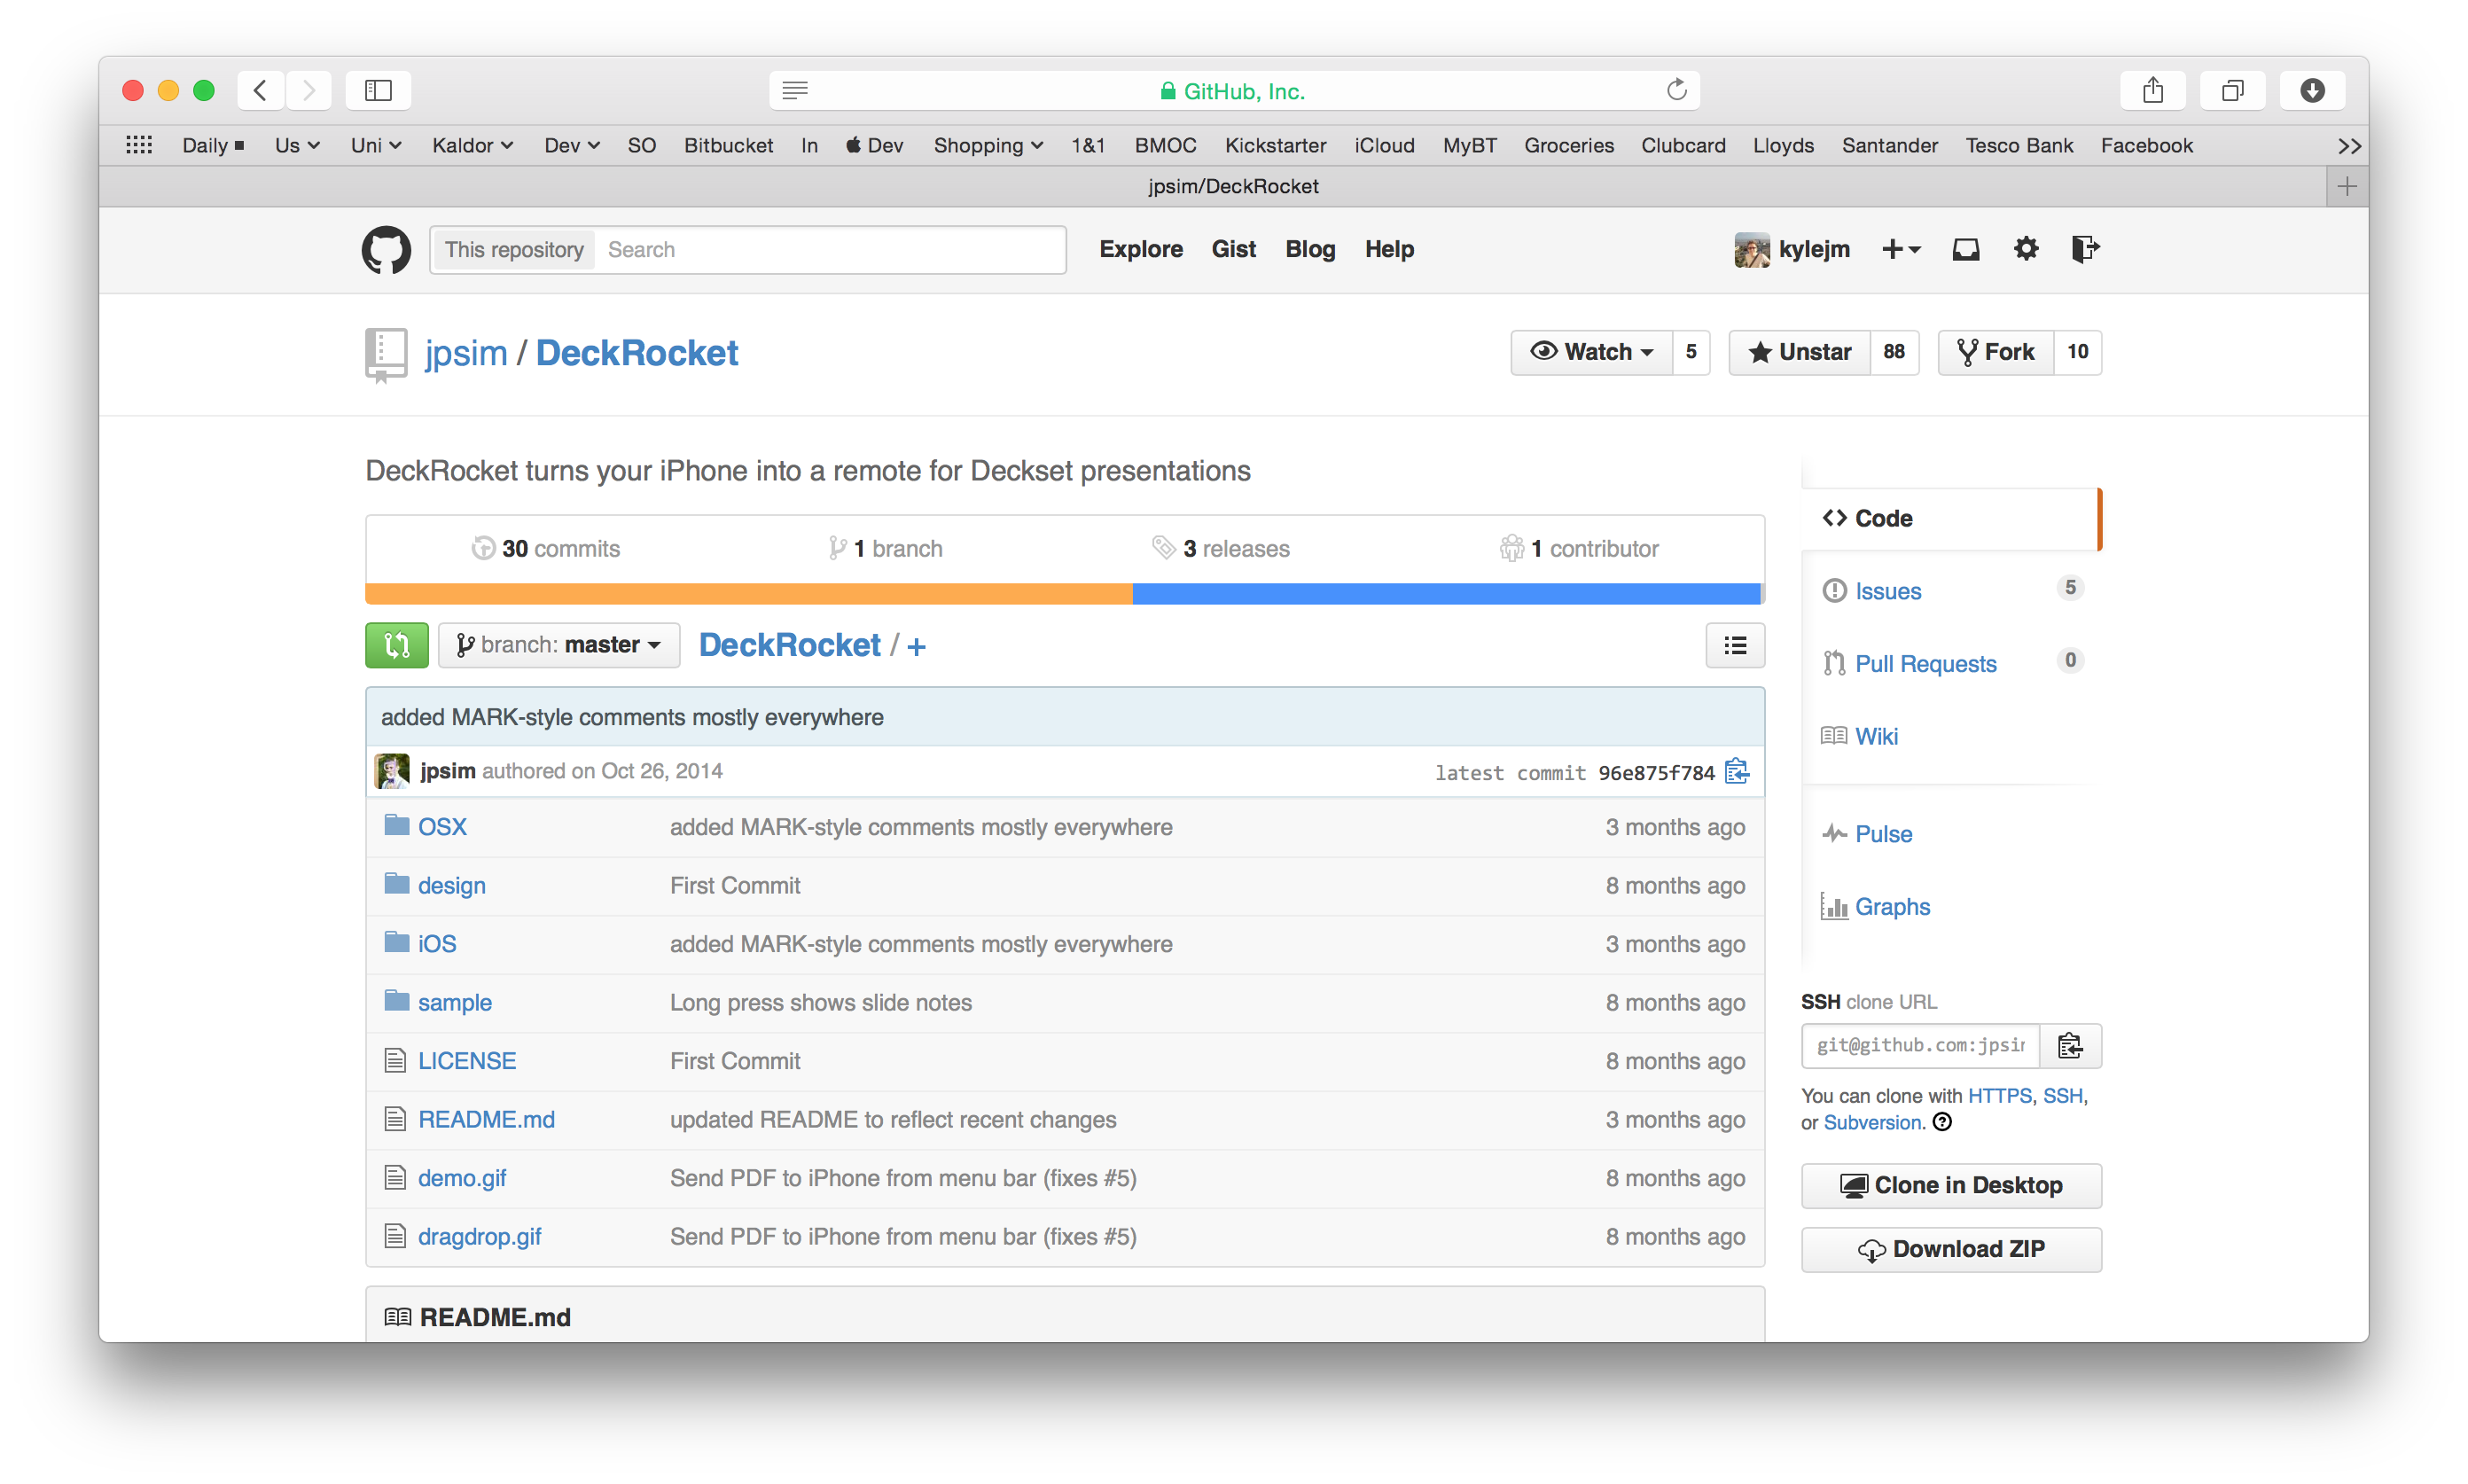 GitHub, Inc.
Daily Us Uni Kaldor Dev SO Bitbucket In Dev Shopping 1&1 BMOC Kickstarter iCloud MyBT Groceries Clubcard Lloyds Santander Tesco Bank Facebook
jpsim/DeckRocket
This repository Search Explore Gist Blog Help kylejm
jpsim / DeckRocket Watch 5 Unstar 88 Fork 10
DeckRocket turns your iPhone into a remote for Deckset presentations
30 commits 1 branch 3 releases 1 contributor
branch: master DeckRocket / +
added MARK-style comments mostly everywhere
jpsim authored on Oct 26, 2014 latest commit 96e875f784
OSX added MARK-style comments mostly everywhere 3 months ago
design First Commit 8 months ago
iOS added MARK-style comments mostly everywhere 3 months ago
sample Long press shows slide notes 8 months ago
LICENSE First Commit 8 months ago
README.md updated README to reflect recent changes 3 months ago
demo.gif Send PDF to iPhone from menu bar (fixes #5) 8 months ago
dragdrop.gif Send PDF to iPhone from menu bar (fixes #5) 8 months ago
README.md
Code
Issues 5
Pull Requests 0
Wiki
Pulse
Graphs
SSH clone URL
git@github.com:jpsi
You can clone with HTTPS, SSH,
or Subversion.
Clone in Desktop
Download ZIP